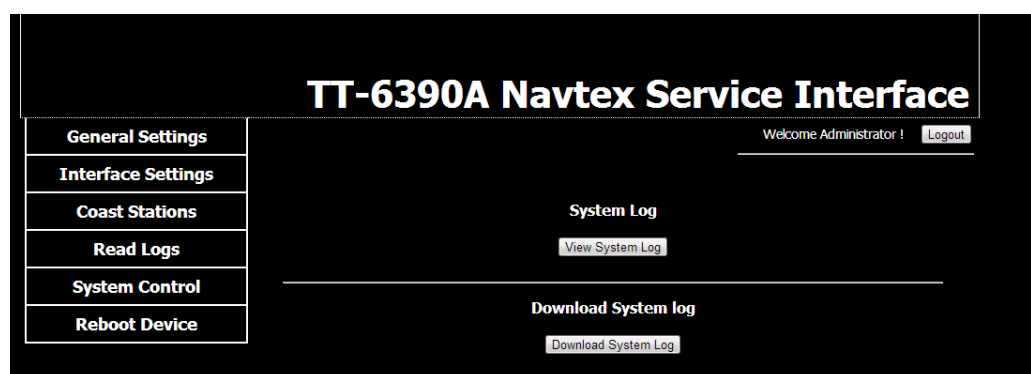 TT-6390A Navtex Service Interface
General Settings
Interface Settings
Coast Stations
Read Logs
System Control
Reboot Device
Welcome Administrator ! Logout
System Log
View System Log
Download System log
Download System Log